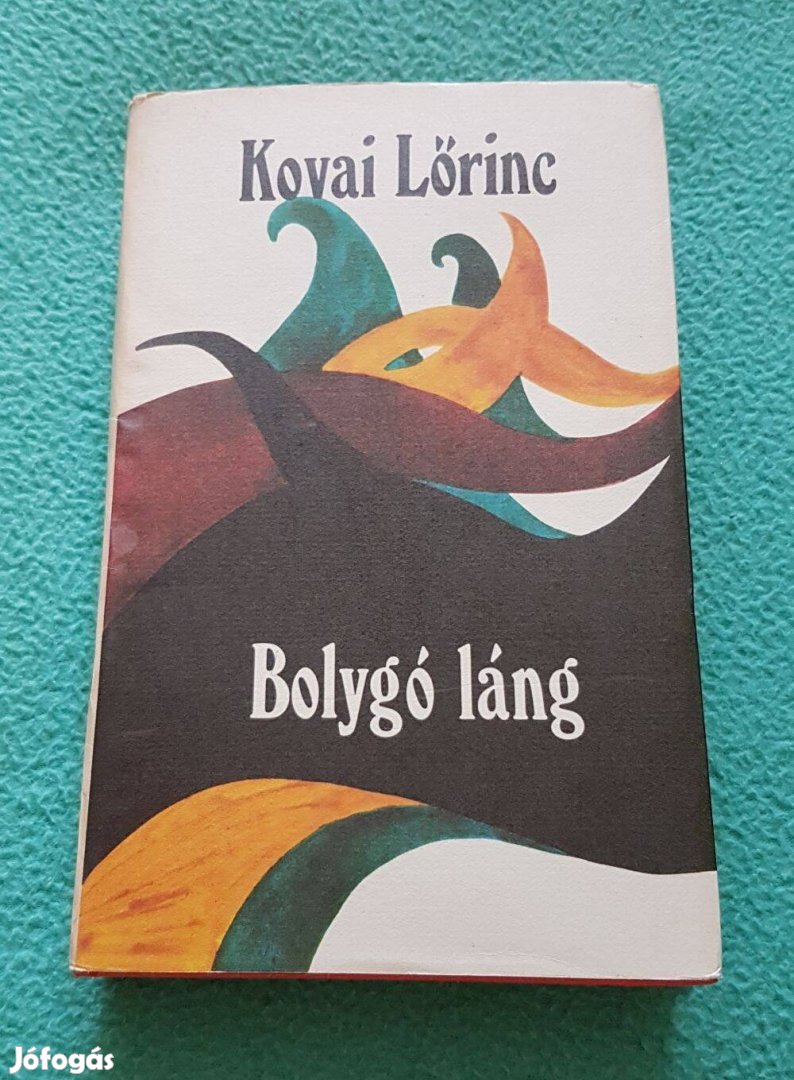 Kovai Lőrinc
Bolygó láng
Jófogás